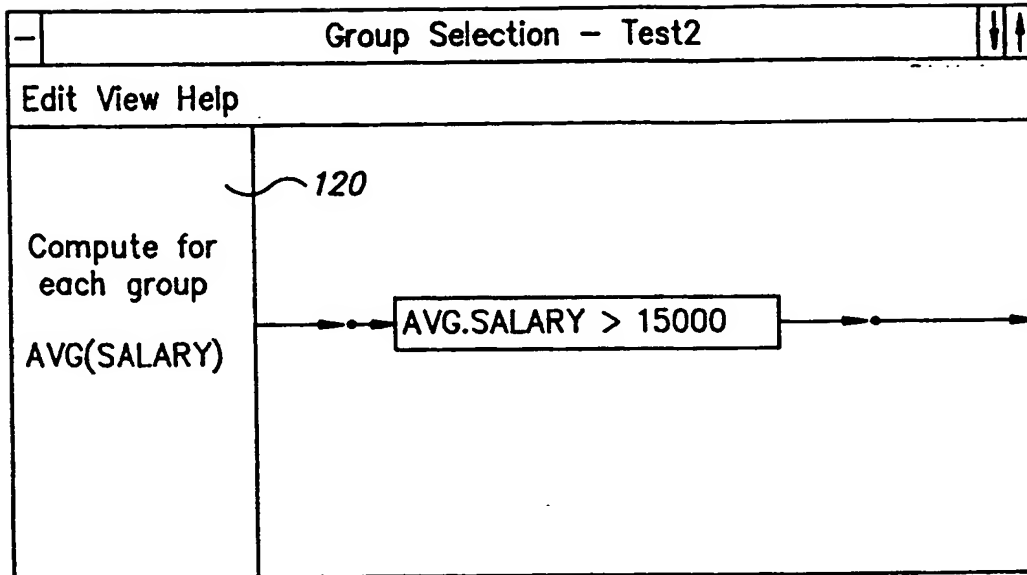 Group Selection - Test2
Edit View Help
120
Compute for
each group
AVG(SALARY)
AVG.SALARY > 15000